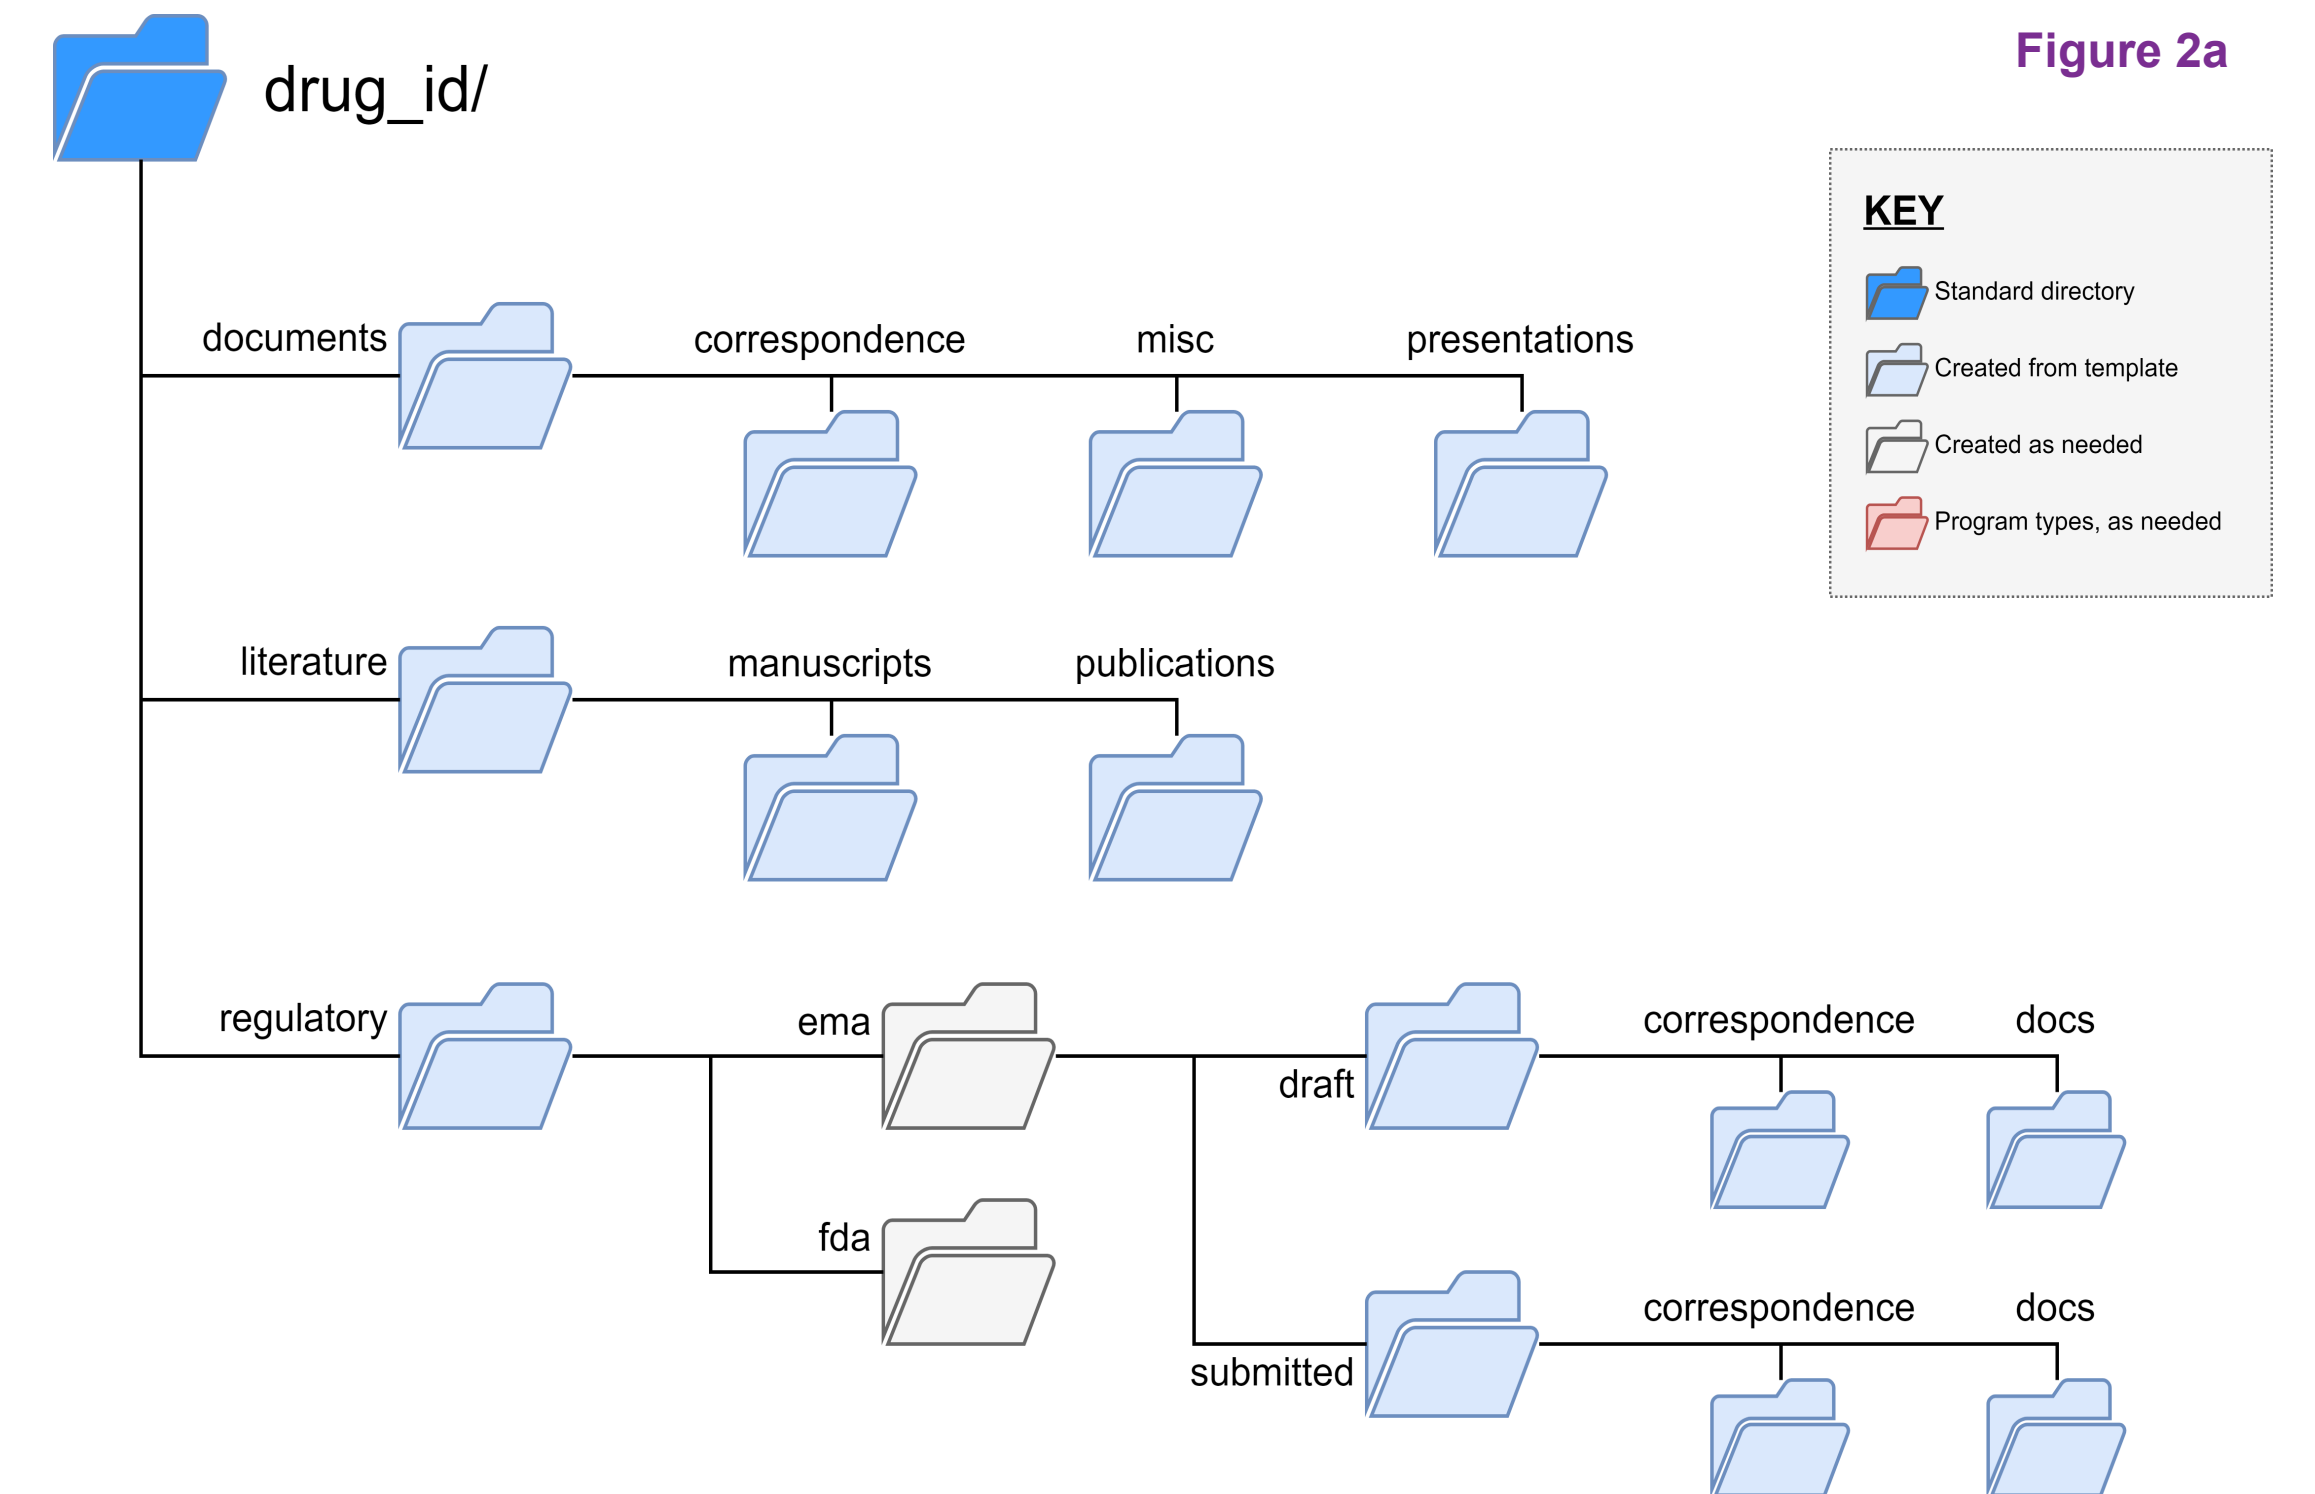 Figure 2a
drug_id/
KEY
Standard directory
Created from template
Created as needed
Program types, as needed
documents
correspondence
misc
presentations
literature
manuscripts
publications
regulatory
ema
draft
correspondence
docs
fda
submitted
correspondence
docs